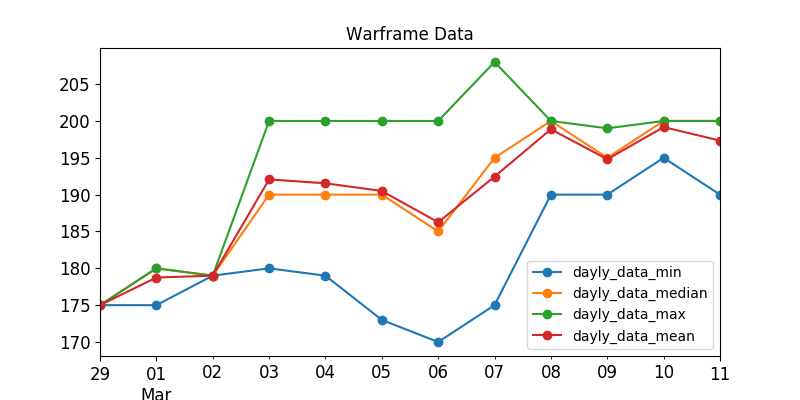 Warframe Data
205
200
195
190
185
180
175
170
29 01 02 03 04 05 06 07 08 09 10 11
Mar
dayly_data_min
dayly_data_median
dayly_data_max
dayly_data_mean